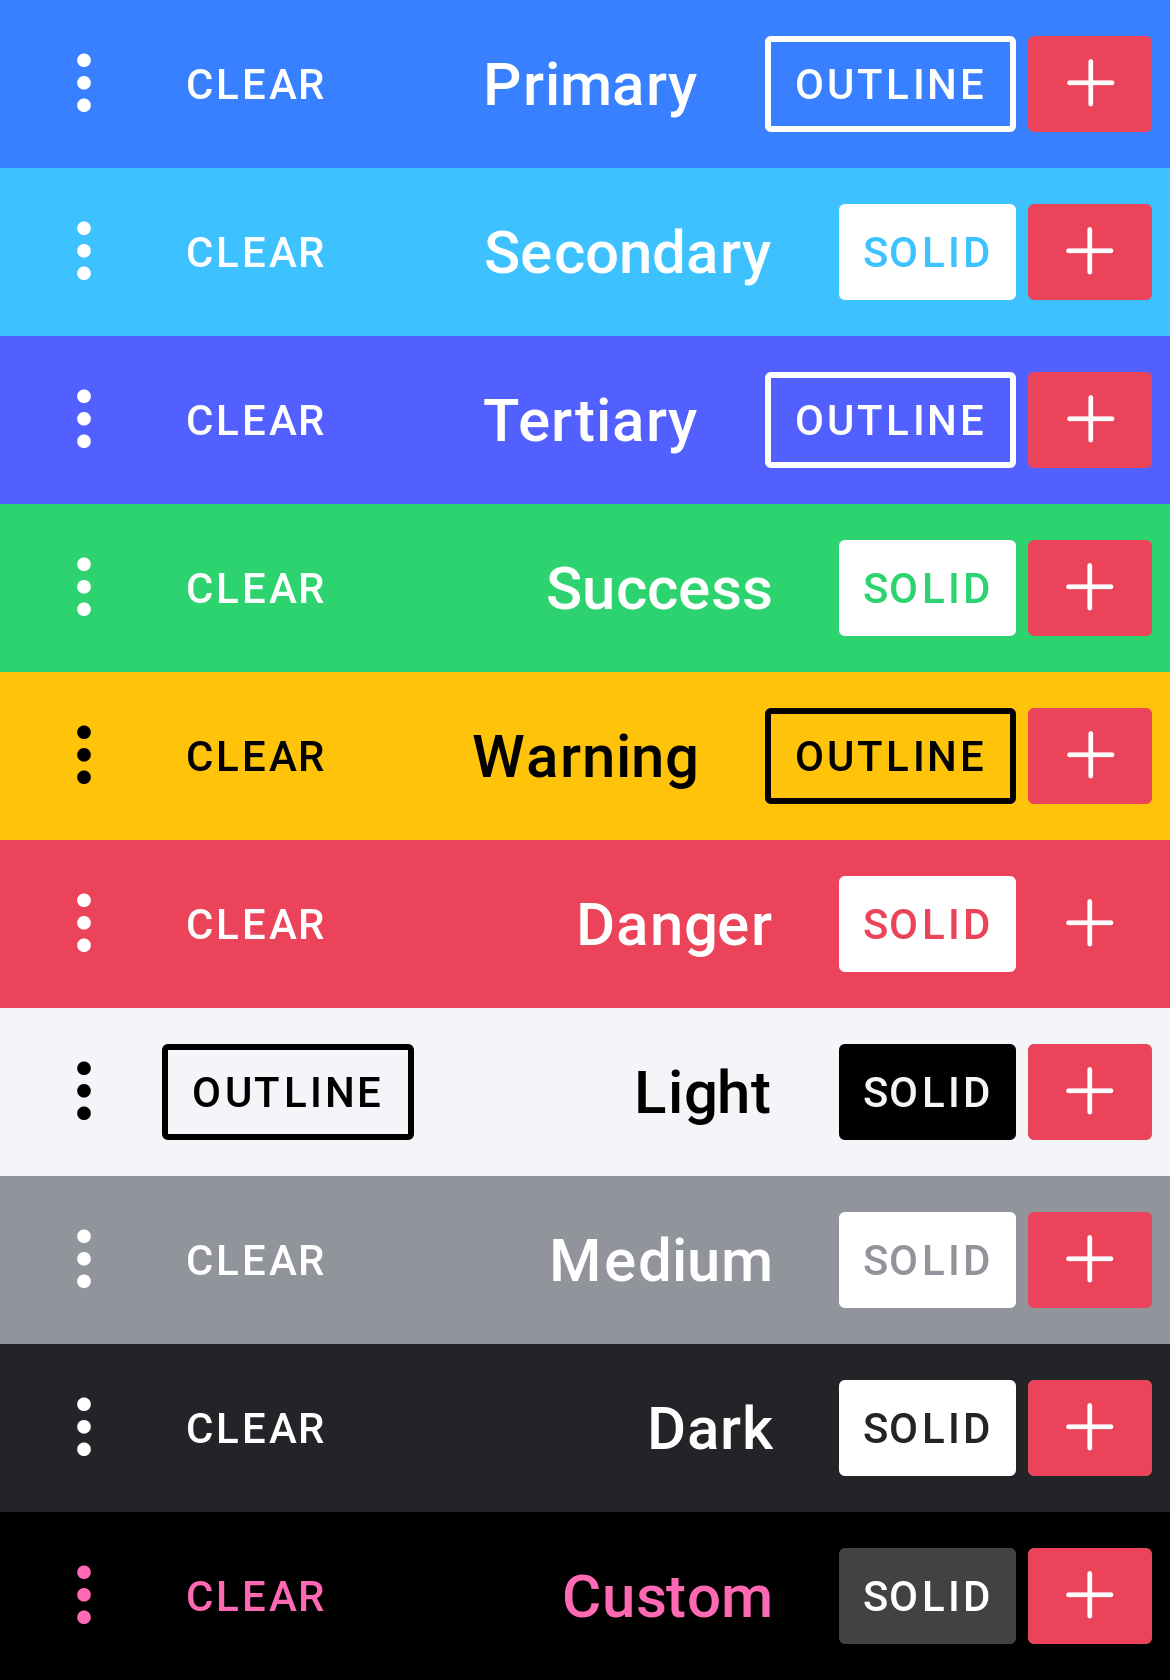 CLEAR Primary OUTLINE
CLEAR Secondary SOLID
CLEAR Tertiary OUTLINE
CLEAR Success SOLID
CLEAR Warning OUTLINE
CLEAR Danger SOLID
OUTLINE Light SOLID
CLEAR Medium SOLID
CLEAR Dark SOLID
CLEAR Custom SOLID